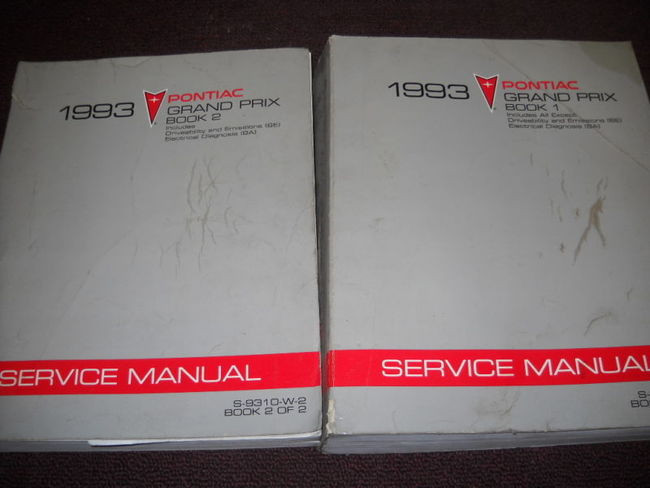 1993
PONTIAC
GRAND PRIX
BOOK 2
Includes
Driveability and Emissions (6E)
Electrical Diagnosis (8A)
SERVICE MANUAL
S-9310-W-2
BOOK 2 OF 2
1993
PONTIAC
GRAND PRIX
BOOK 1
Includes All Except
Driveability and Emissions (6E)
Electrical Diagnosis (8A)
SERVICE MANUAL
S-
BO